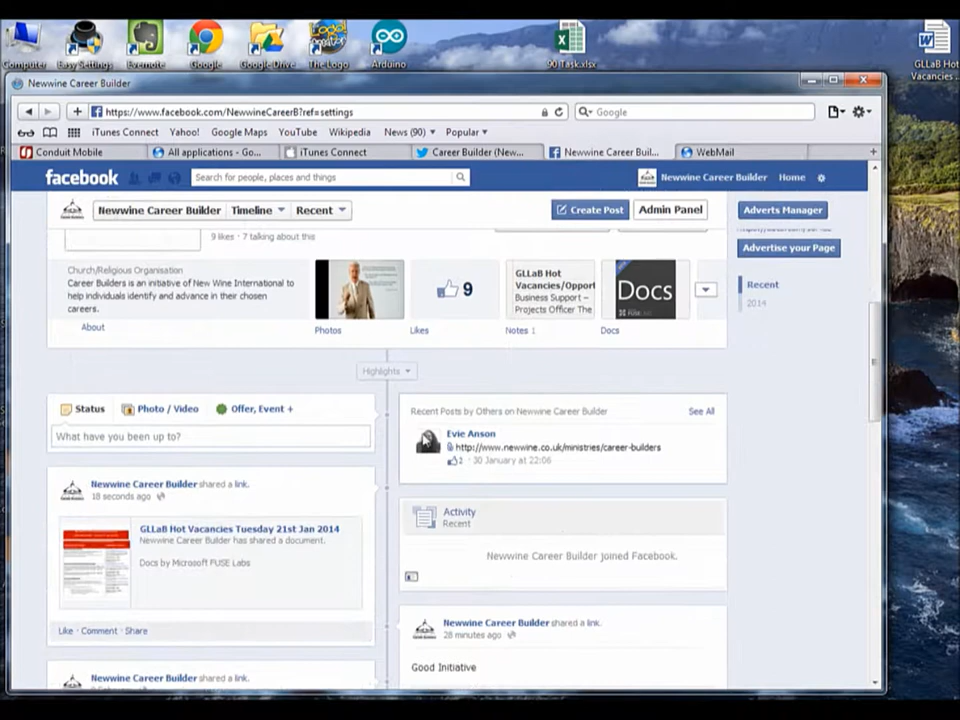 Computer
Easy Settings
Evernote
Google
Google Drive
The Logo
Arduino
90 Task.xlsx
GLLaB Hot
Vacancies ...
Newwine Career Builder
https://www.facebook.com/NewwineCareerB?ref=settings
Google
iTunes Connect
Yahoo!
Google Maps
YouTube
Wikipedia
News (90)
Popular
Conduit Mobile
All applications - Go...
iTunes Connect
Career Builder (New...
Newwine Career Buil...
WebMail
facebook
Search for people, places and things
Newwine Career Builder
Home
Newwine Career Builder
Timeline
Recent
Create Post
Admin Panel
Adverts Manager
9 likes · 7 talking about this
Advertise your Page
Church/Religious Organisation
Career Builders is an initiative of New Wine International to
help individuals identify and advance in their chosen
careers.
About
Photos
9
Likes
GLLaB Hot
Vacancies/Opport
Business Support –
Projects Officer The
Notes 1
Docs
Docs
Recent
2014
Highlights
Status
Photo / Video
Offer, Event +
What have you been up to?
Recent Posts by Others on Newwine Career Builder
See All
Evie Anson
http://www.newwine.co.uk/ministries/career-builders
2 · 30 January at 22:06
Newwine Career Builder shared a link.
18 seconds ago
GLLaB Hot Vacancies Tuesday 21st Jan 2014
Newwine Career Builder has shared a document.
Docs by Microsoft FUSE Labs
Like · Comment · Share
Activity
Recent
Newwine Career Builder joined Facebook.
Newwine Career Builder shared a link.
28 minutes ago
Good Initiative
Newwine Career Builder shared a link.